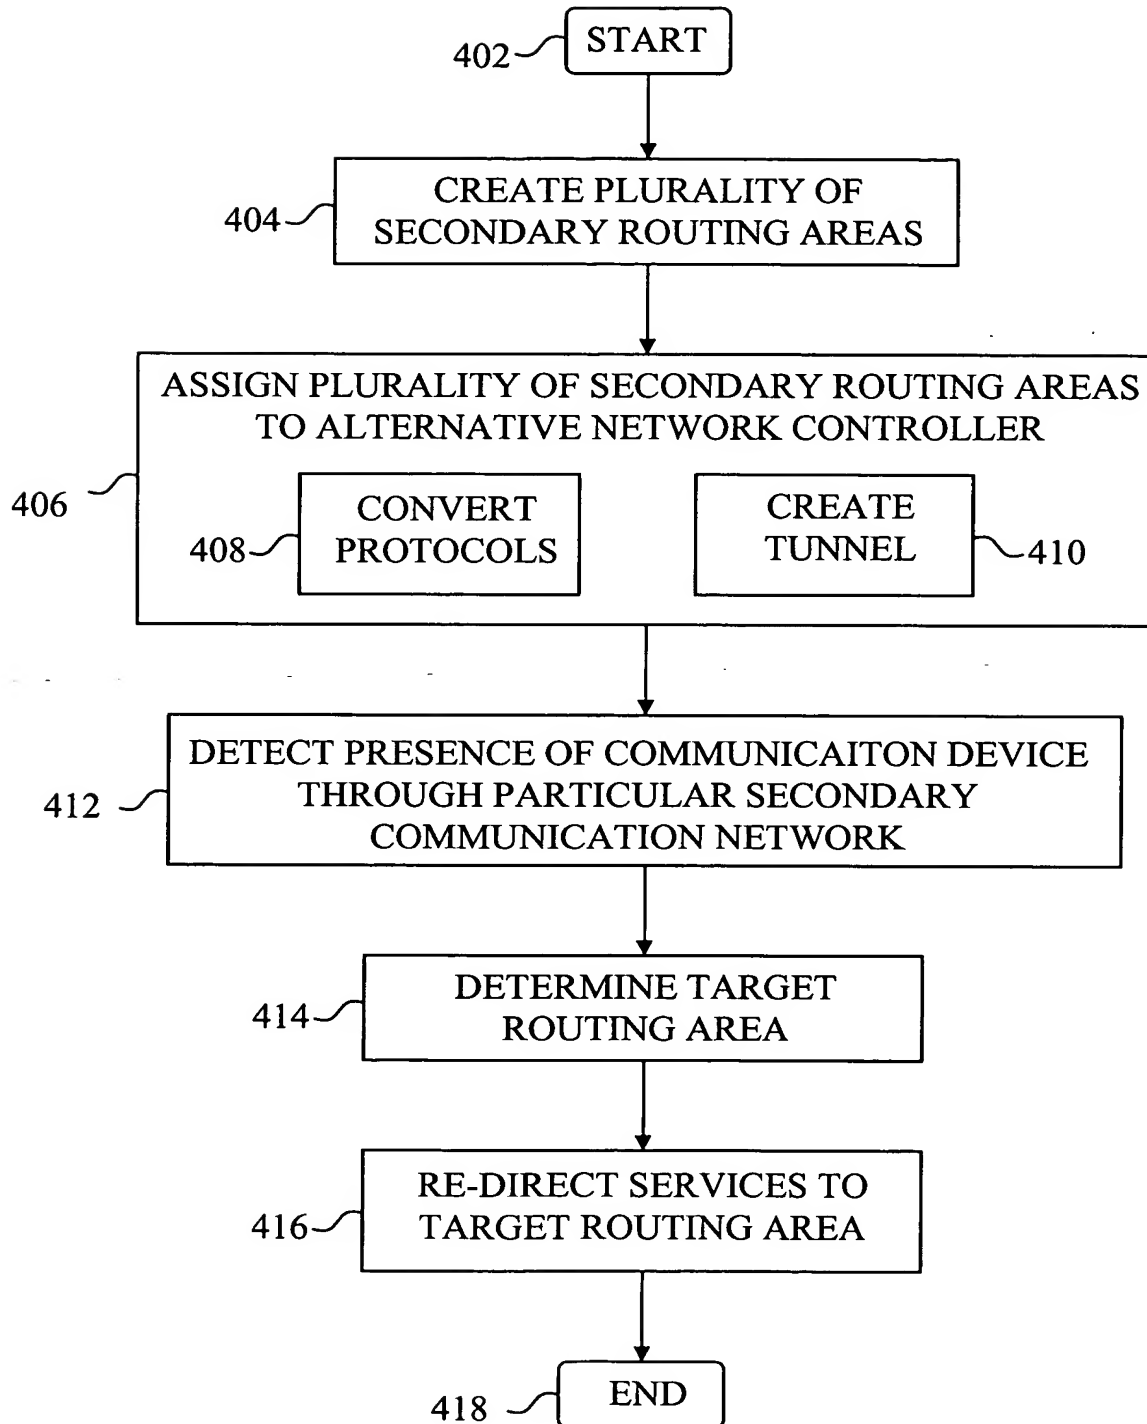 402
START
404
CREATE PLURALITY OF
SECONDARY ROUTING AREAS
ASSIGN PLURALITY OF SECONDARY ROUTING AREAS
TO ALTERNATIVE NETWORK CONTROLLER
406
408
CONVERT
PROTOCOLS
CREATE
TUNNEL
410
412
DETECT PRESENCE OF COMMUNICAITON DEVICE
THROUGH PARTICULAR SECONDARY
COMMUNICATION NETWORK
414
DETERMINE TARGET
ROUTING AREA
416
RE-DIRECT SERVICES TO
TARGET ROUTING AREA
418
END